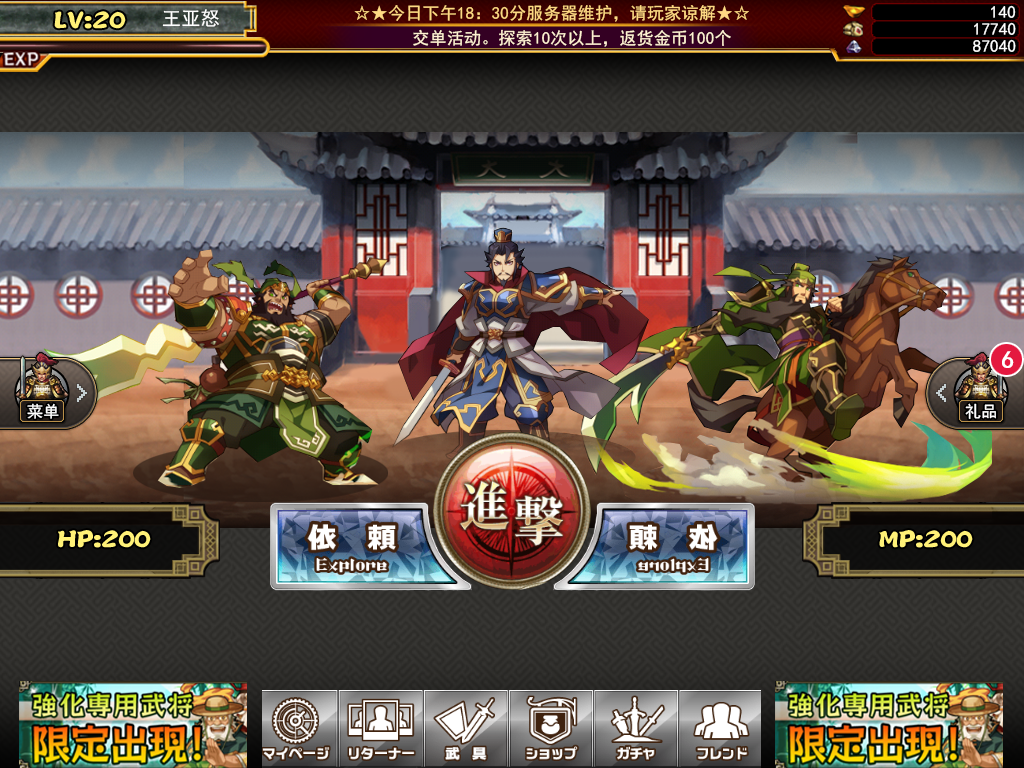 LV:20
王亚怒
EXP
☆★今日下午18：30分服务器维护，请玩家谅解★☆
交单活动。探索10次以上，返货金币100个
140
17740
87040
菜单
6
礼品
HP:200
依頼
Explore
進撃
依頼
Explore
MP:200
強化専用武将
限定出現!
マイページ
リターナー
武具
ショップ
ガチャ
フレンド
強化専用武将
限定出現!